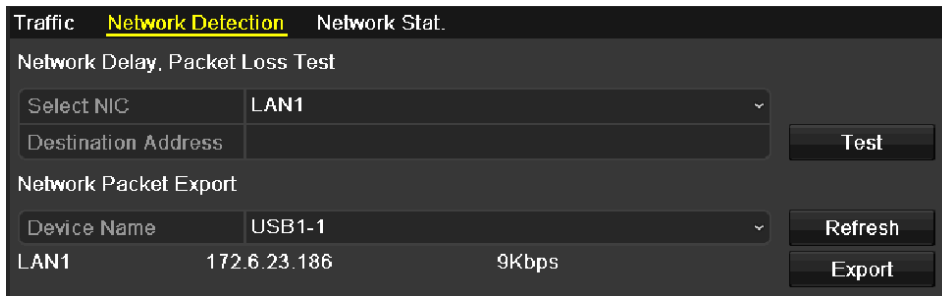 Traffic Network Detection Network Stat.
Network Delay, Packet Loss Test
Select NIC LAN1
Destination Address Test
Network Packet Export
Device Name USB1-1 Refresh
LAN1 172.6.23.186 9Kbps Export